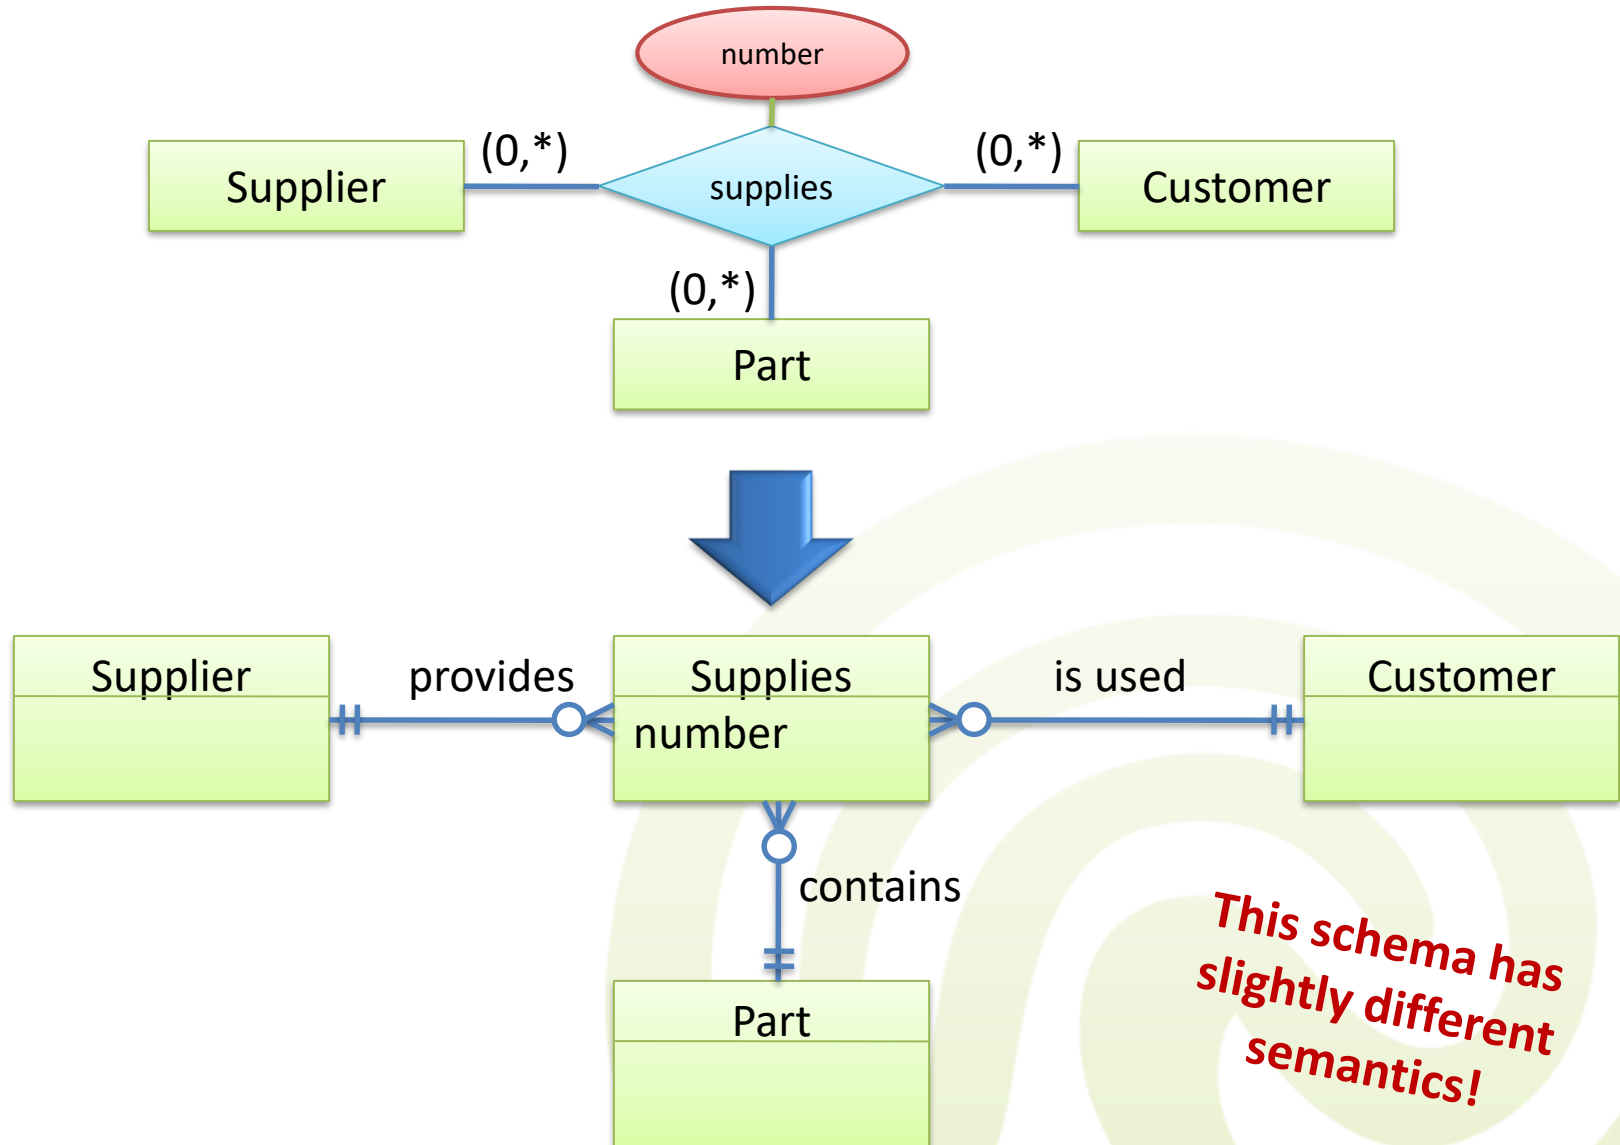 number
(0,*)
(0,*)
Supplier
supplies
Customer
(0,*)
Part
Supplier
provides
Supplies
is used
Customer
number
contains
Part
This schema has
slightly different
semantics!